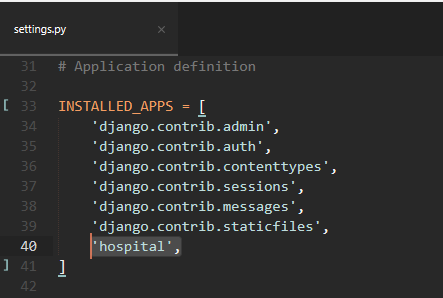 settings.py ×
31 # Application definition
32
[ 33 INSTALLED_APPS = [
34 'django.contrib.admin',
35 'django.contrib.auth',
36 'django.contrib.contenttypes',
37 'django.contrib.sessions',
38 'django.contrib.messages',
39 'django.contrib.staticfiles',
40 'hospital',
] 41 ]
42